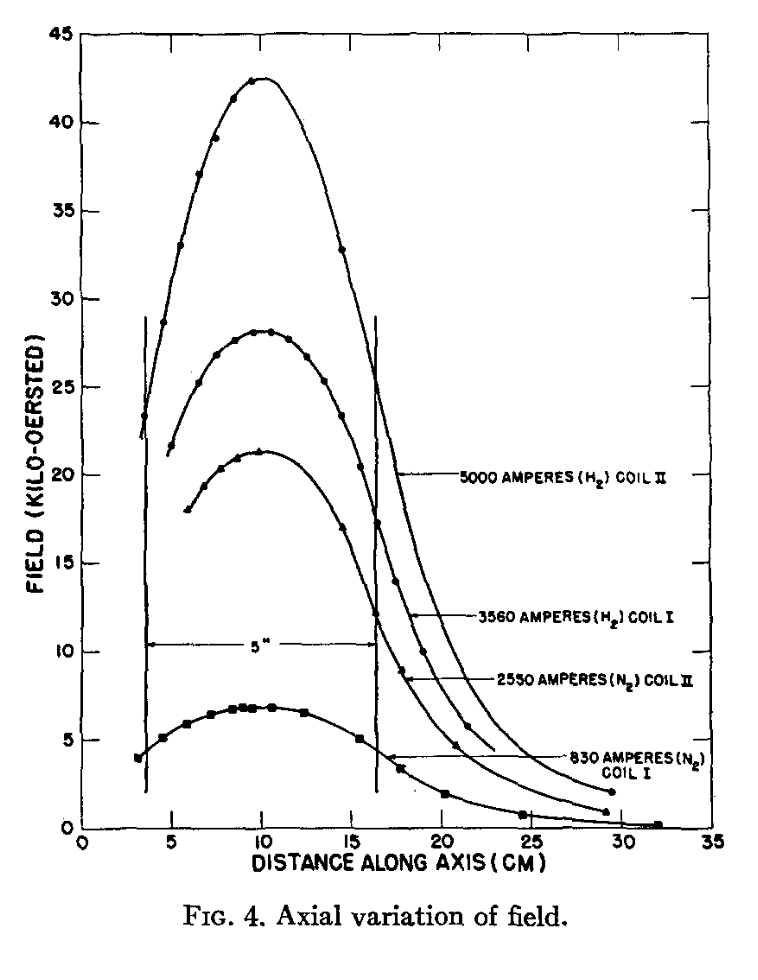 45
40
35
30
25
20
15
10
5
0
FIELD (KILO-OERSTED)
5"
5000 AMPERES (H₂) COIL II
3560 AMPERES (H₂) COIL I
2550 AMPERES (N₂) COIL II
830 AMPERES (N₂)
COIL I
0 5 10 15 20 25 30 35
DISTANCE ALONG AXIS (CM)
FIG. 4. Axial variation of field.